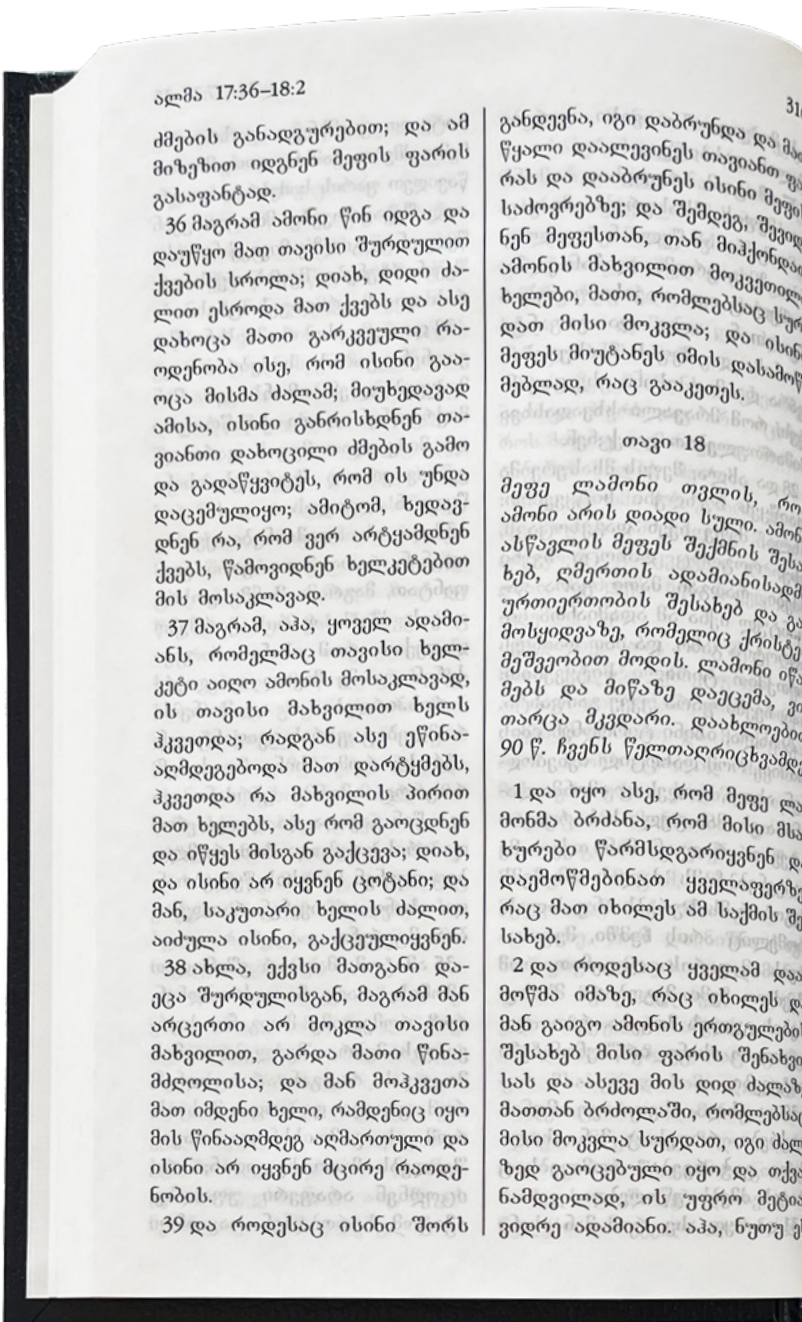 ალმა 17:36–18:2
ძმების განადგურებით; და ამ
მიზეზით იდგნენ მეფის ფარის
გასაფანტად.
36 მაგრამ ამონი წინ იდგა და
დაუწყო მათ თავისი შურდულით
ქვების სროლა; დიახ, დიდი ძა-
ლით ესროდა მათ ქვებს და ასე
დახოცა მათი გარკვეული რა-
ოდენობა ისე, რომ ისინი გაა-
ოცა მისმა ძალამ; მიუხედავად
ამისა, ისინი განრისხდნენ თა-
ვიანთი დახოცილი ძმების გამო
და გადაწყვიტეს, რომ ის უნდა
დაცემულიყო; ამიტომ, ხედავ-
დნენ რა, რომ ვერ არტყამდნენ
ქვებს, წამოვიდნენ ხელკეტებით
მის მოსაკლავად.
37 მაგრამ, აჰა, ყოველ ადამი-
ანს, რომელმაც თავისი ხელ-
კეტი აიღო ამონის მოსაკლავად,
ის თავისი მახვილით ხელს
ჰკვეთდა; რადგან ასე ეწინა-
აღმდეგებოდა მათ დარტყმებს,
ჰკვეთდა რა მახვილის პირით
მათ ხელებს, ასე რომ გაოცდნენ
და იწყეს მისგან გაქცევა; დიახ,
და ისინი არ იყვნენ ცოტანი; და
მან, საკუთარი ხელის ძალით,
აიძულა ისინი, გაქცეულიყვნენ.
38 ახლა, ექვსი მათგანი და-
ეცა შურდულისგან, მაგრამ მან
არცერთი არ მოკლა თავისი
მახვილით, გარდა მათი წინა-
მძღოლისა; და მან მოჰკვეთა
მათ იმდენი ხელი, რამდენიც იყო
მის წინააღმდეგ აღმართული და
ისინი არ იყვნენ მცირე რაოდე-
ნობის.
39 და როდესაც ისინი შორს
განდევნა, იგი დაბრუნდა და
წყალი დაალევინეს თავიანთ
რას და დააბრუნეს ისინი
საძოვრებზე; და შემდეგ,
ნენ მეფესთან, თან
ამონის მახვილით
ხელები, მათი, რომლებსაც
დათ მისი მოკვლა; და
მეფეს მიუტანეს იმის
მებლად, რაც გააკეთეს.
თავი 18
მეფე ლამონი თვლის,
ამონი არის დიადი სული.
ასწავლის მეფეს შექმნის
ხებ, ღმერთის
ურთიერთობის შესახებ და
მოსყიდვაზე, რომელიც
მეშვეობით მოდის. ლამონი
მებს და მიწაზე დაეცემა,
თარცა მკვდარი.
90 წ. ჩვენს
1 და იყო ასე, რომ მეფე
მონმა ბრძანა, რომ მისი
ხურები წარმსდგარიყვნენ
დაემოწმებინათ
რაც მათ იხილეს ამ საქმის
სახებ.
2 და როდესაც ყველამ
მოწმა იმაზე, რაც იხილეს
მან გაიგო ამონის
შესახებ მისი ფარის
სას და ასევე მის დიდ
მათთან ბრძოლაში,
მისი მოკვლა სურდათ, იგი
ზედ გაოცებული იყო და
ნამდვილად, ის უფრო
ვიდრე ადამიანი. აჰა, ნუთუ